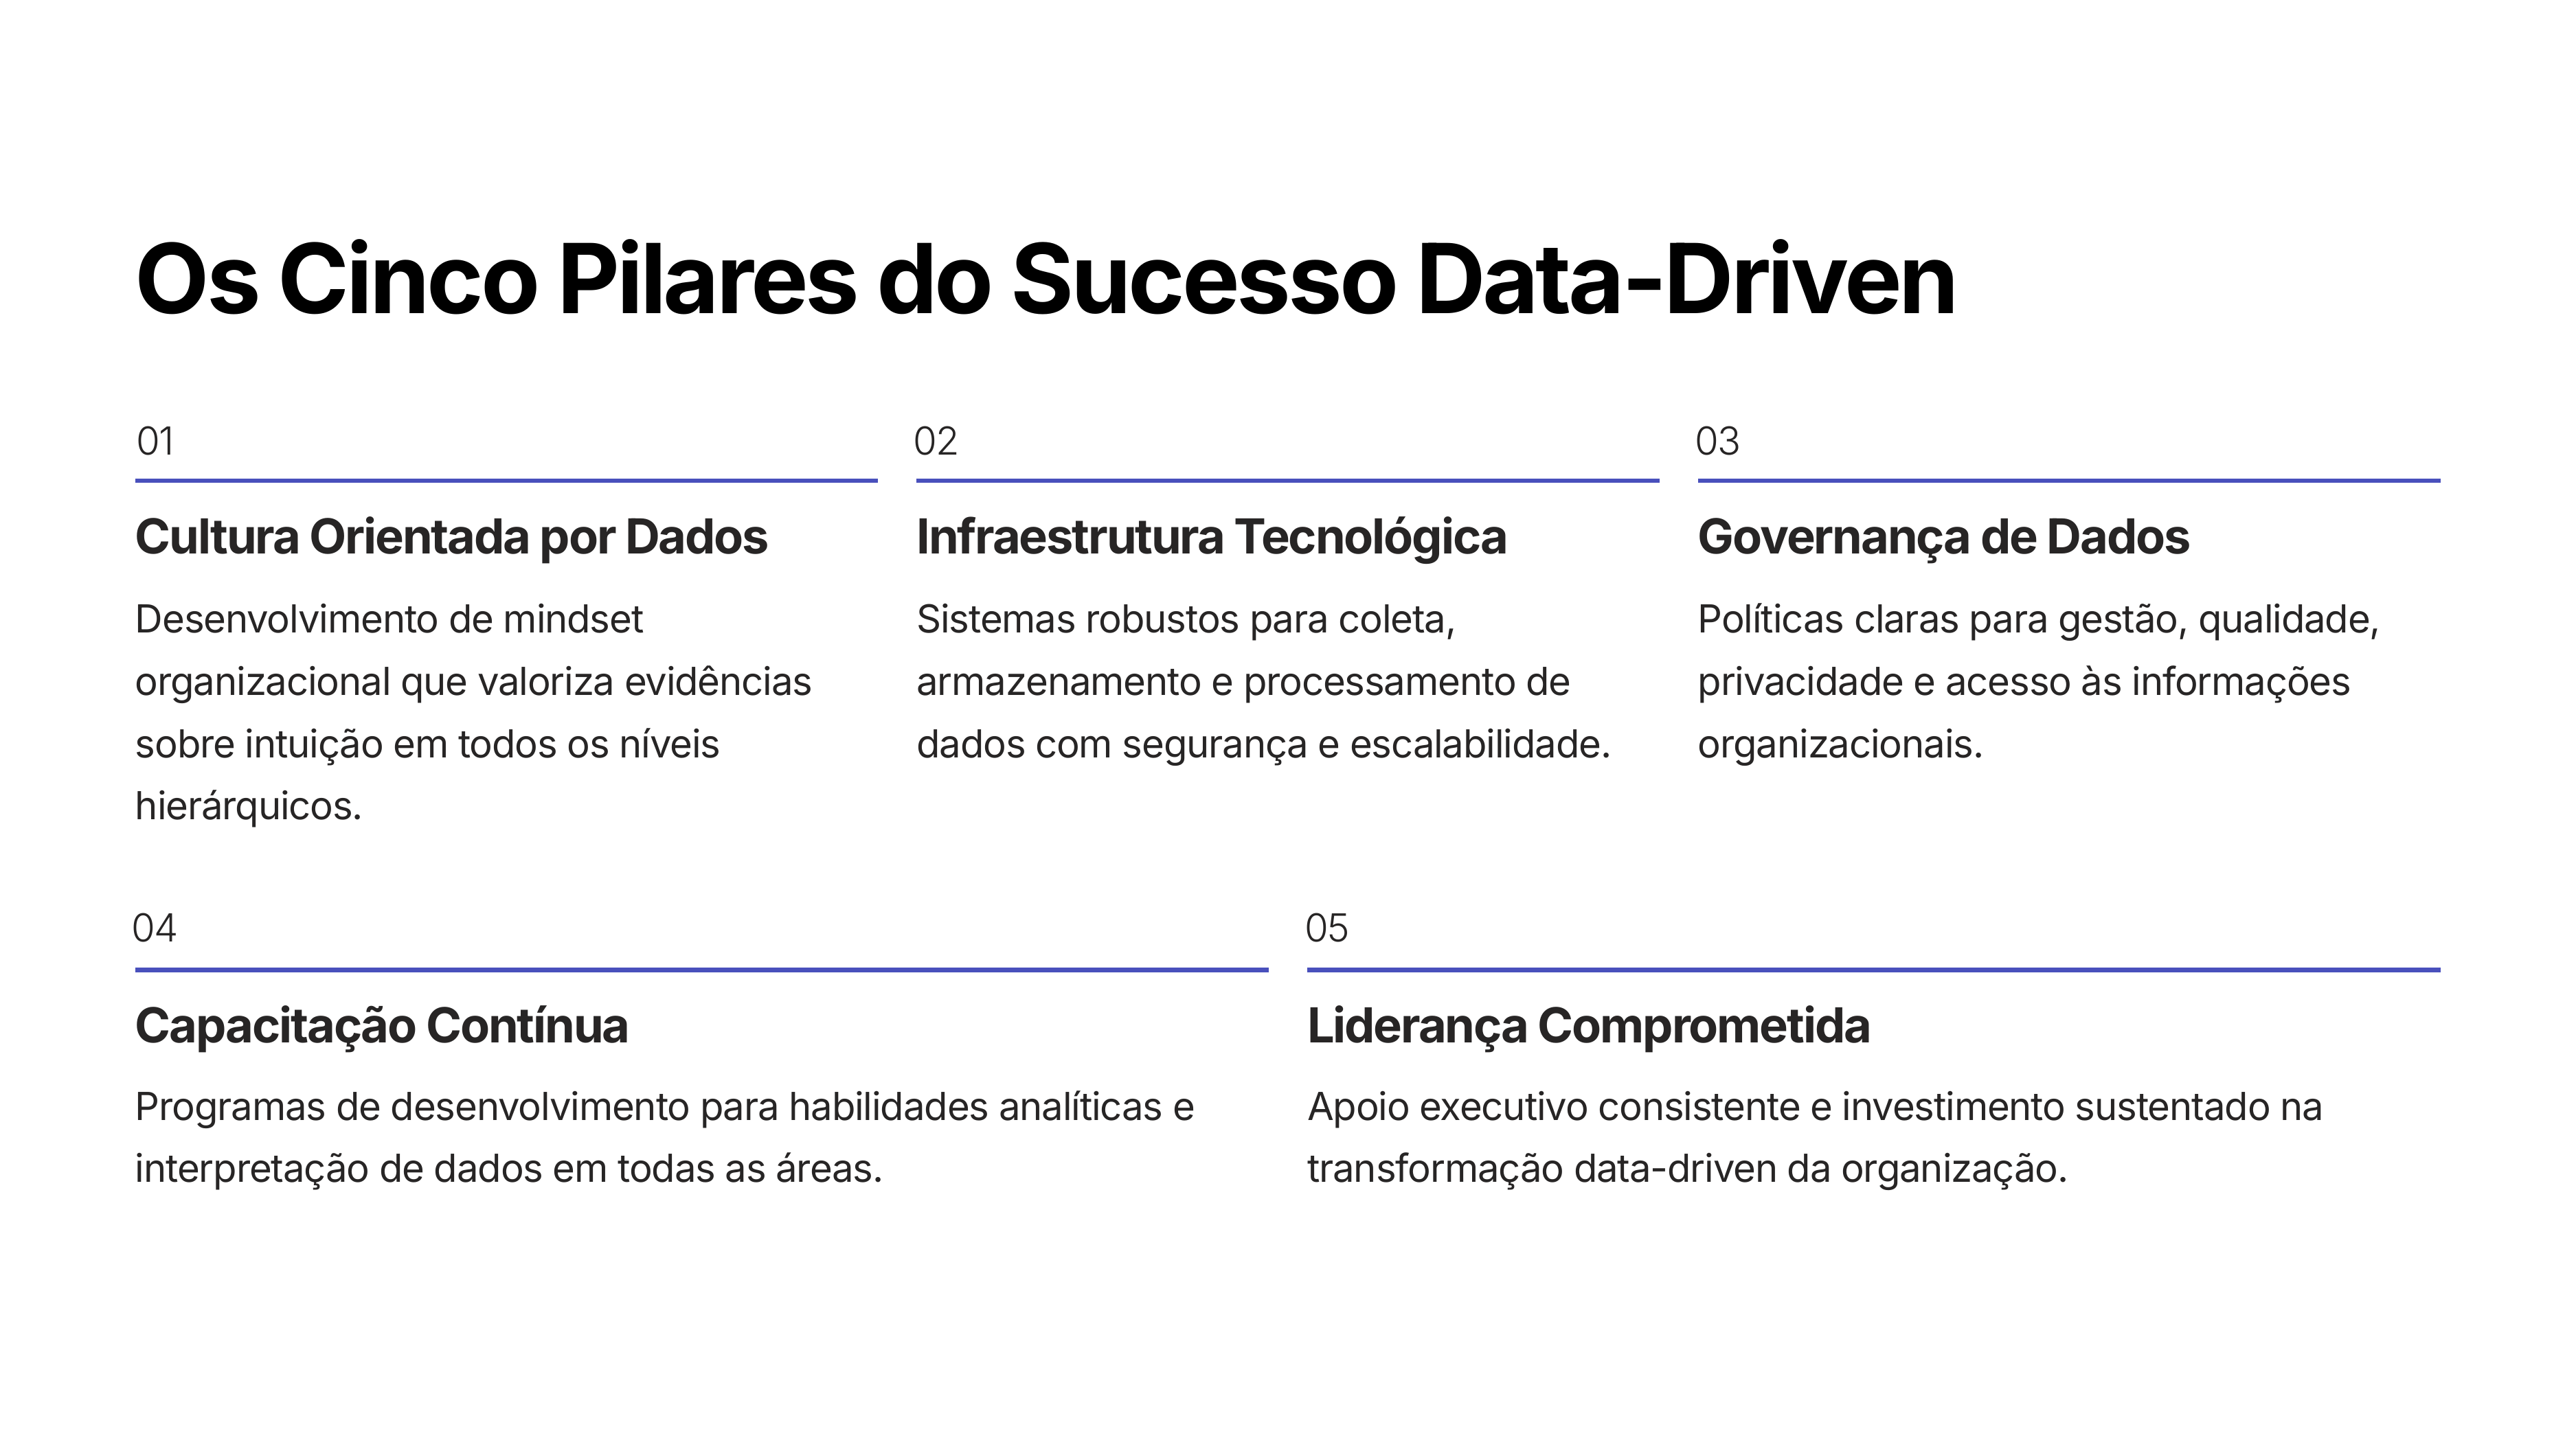 Os Cinco Pilares do Sucesso Data-Driven
01
Cultura Orientada por Dados
Desenvolvimento de mindset
organizacional que valoriza evidências
sobre intuição em todos os níveis
hierárquicos.
02
Infraestrutura Tecnológica
Sistemas robustos para coleta,
armazenamento e processamento de
dados com segurança e escalabilidade.
03
Governança de Dados
Políticas claras para gestão, qualidade,
privacidade e acesso às informações
organizacionais.
04
Capacitação Contínua
Programas de desenvolvimento para habilidades analíticas e
interpretação de dados em todas as áreas.
05
Liderança Comprometida
Apoio executivo consistente e investimento sustentado na
transformação data-driven da organização.